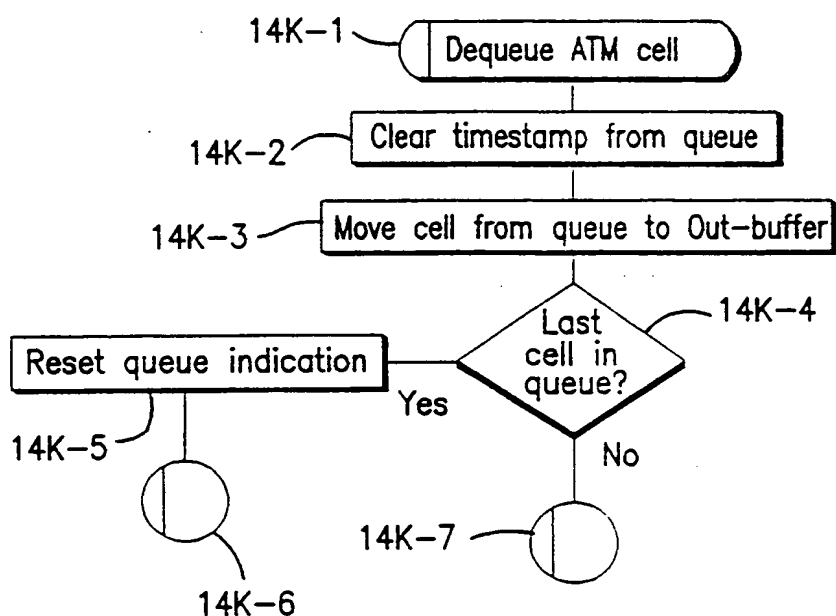 14K-1
Dequeue ATM cell
14K-2
Clear timestamp from queue
14K-3
Move cell from queue to Out-buffer
14K-4
Last
cell in
queue?
Reset queue indication
Yes
14K-5
No
14K-7
14K-6